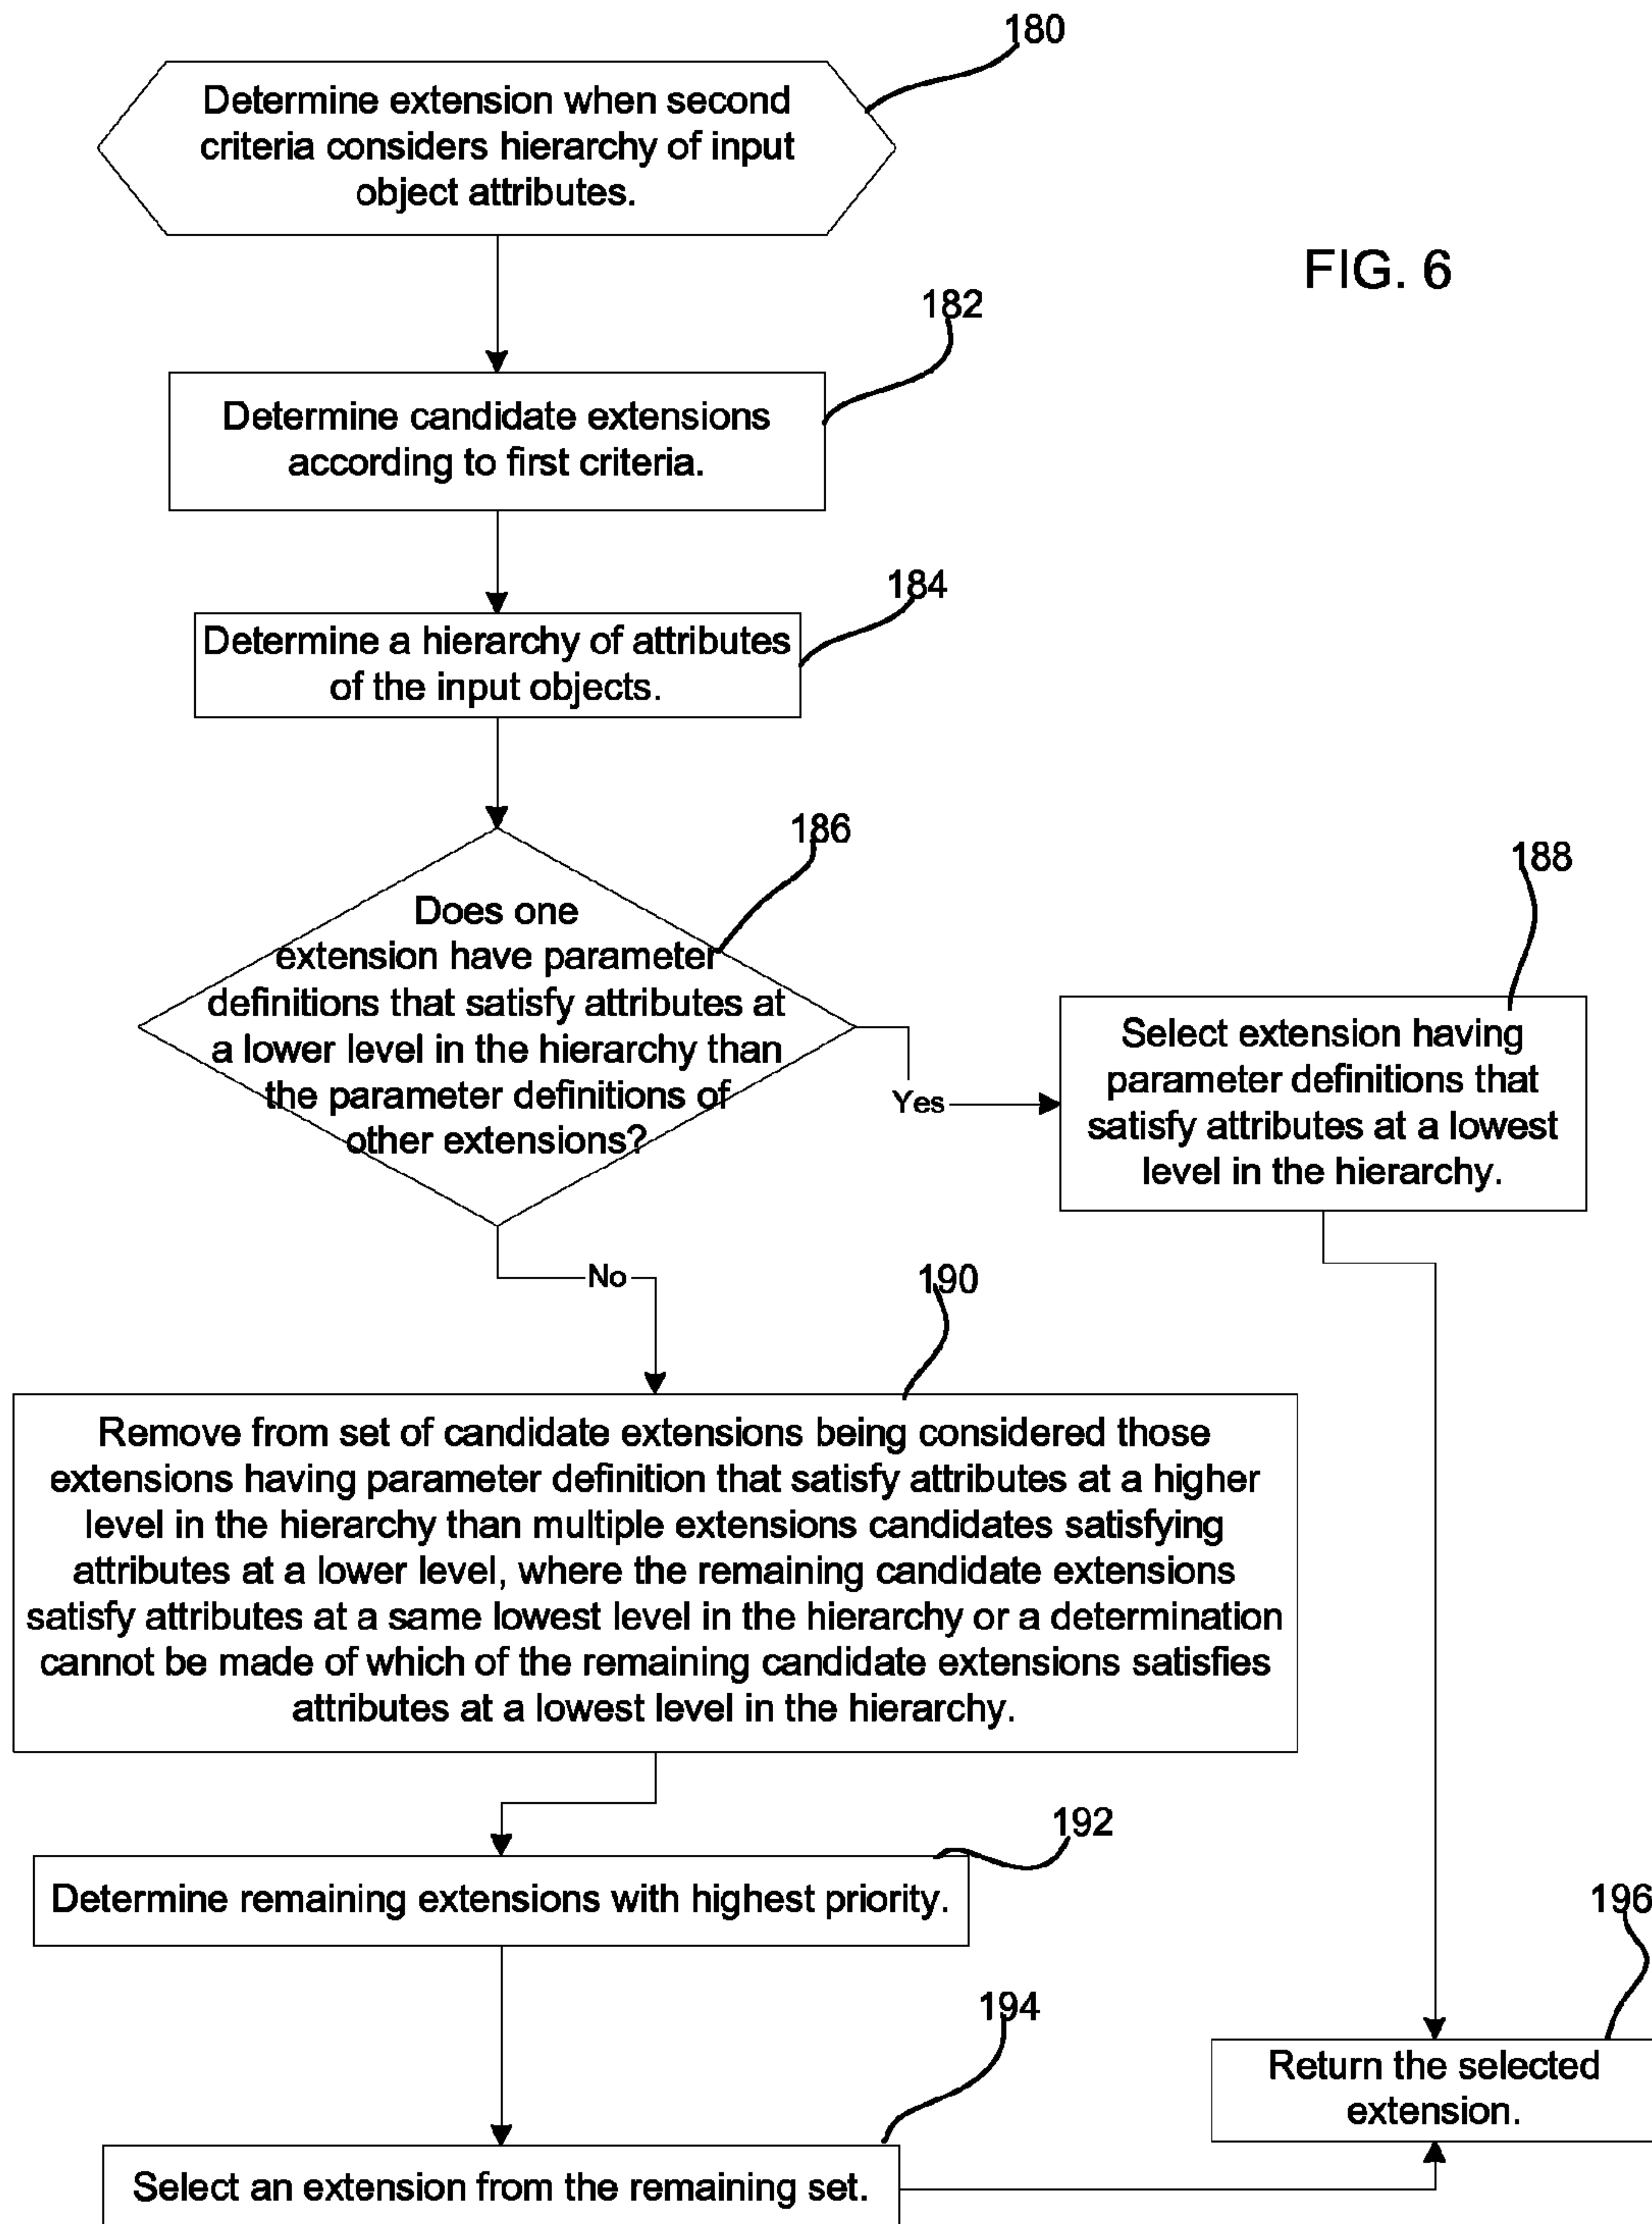 180
Determine extension when second
criteria considers hierarchy of input
object attributes.
FIG. 6
182
Determine candidate extensions
according to first criteria.
184
Determine a hierarchy of attributes
of the input objects.
186
Does one
extension have parameter
definitions that satisfy attributes at
a lower level in the hierarchy than
the parameter definitions of
other extensions?
Yes
188
Select extension having
parameter definitions that
satisfy attributes at a lowest
level in the hierarchy.
No
190
Remove from set of candidate extensions being considered those
extensions having parameter definition that satisfy attributes at a higher
level in the hierarchy than multiple extensions candidates satisfying
attributes at a lower level, where the remaining candidate extensions
satisfy attributes at a same lowest level in the hierarchy or a determination
cannot be made of which of the remaining candidate extensions satisfies
attributes at a lowest level in the hierarchy.
192
Determine remaining extensions with highest priority.
194
Select an extension from the remaining set.
196
Return the selected
extension.